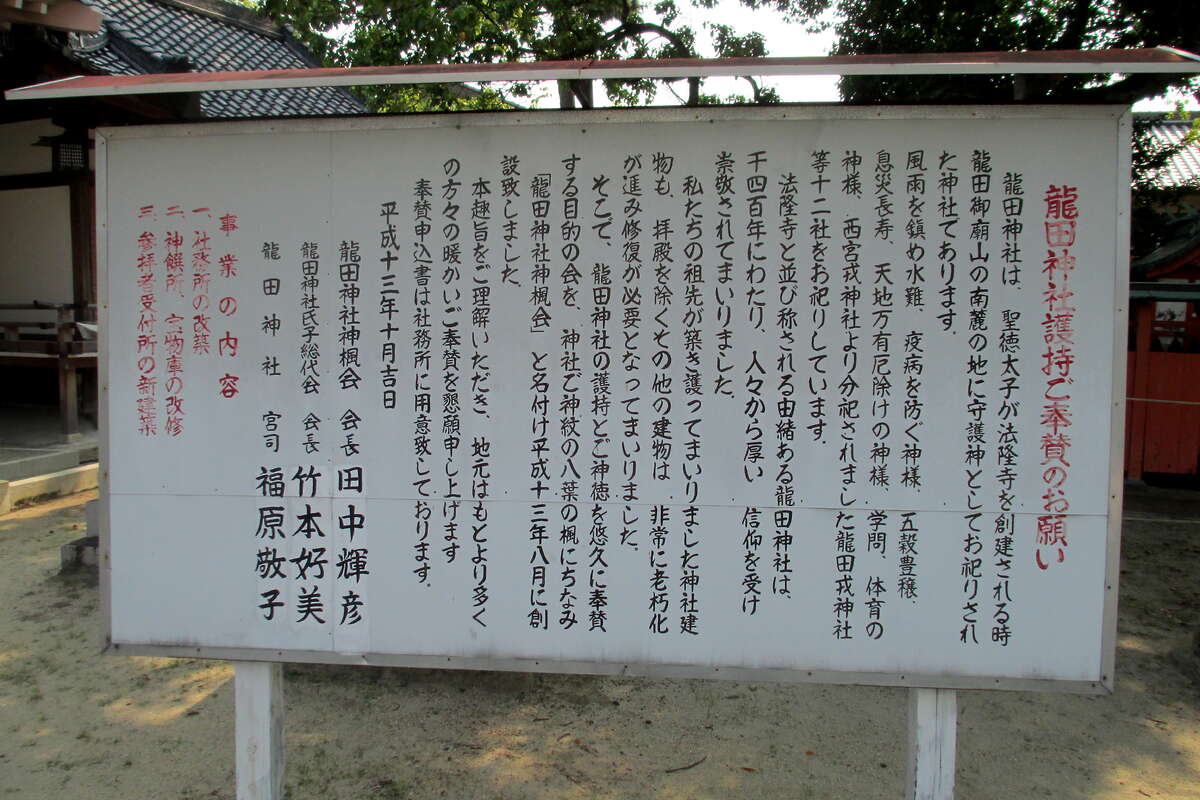 龍田神社護持ご奉賛のお願い
龍田神社は、聖徳太子が法隆寺を創建される時
龍田御廟山の南麓の地に守護神としてお祀りされ
た神社であります。
風雨を鎮め水難、疫病を防ぐ神様、五穀豊穣、
息災長寿、天地万有厄除けの神様、学問、体育の
神様、西宮戎神社より分祀されました龍田戎神社
等十二社をお祀りしています。
法隆寺と並び称される由緒ある龍田神社は、
千四百年にわたり、人々から厚い信仰を受け
崇敬されてまいりました。
私たちの祖先が築き護ってまいりました神社建
物も、拝殿を除くその他の建物は非常に老朽化
が進み修復が必要となってまいりました。
そこで、龍田神社の護持とご神徳を悠久に奉賛
する目的の会を、神社ご神紋の八葉の楓にちなみ
「龍田神社神楓会」と名付け平成十三年八月に創
設致しました。
本趣旨をご理解いただき、地元はもとより多く
の方々の暖かいご奉賛を懇願申し上げます
奉賛申込書は社務所に用意致しております。
平成十三年十月吉日
龍田神社神楓会 会長 田中輝彦
龍田神社氏子総代会 会長 竹本好美
龍田神社 宮司 福原敬子
事業の内容
一、社務所の改築
二、神饌所、宝物庫の改修
三、参拝者受付所の新建築